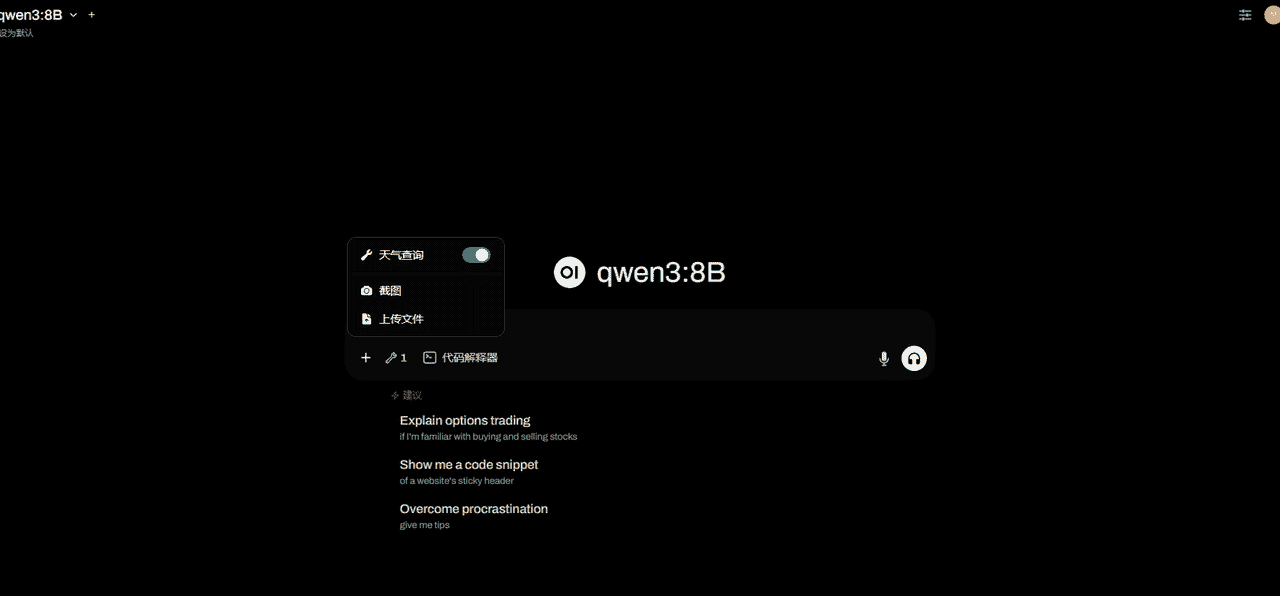 qwen3:8B
设为默认
天气查询
截图
上传文件
OI qwen3:8B
1 代码解释器
建议
Explain options trading
if I'm familiar with buying and selling stocks
Show me a code snippet
of a website's sticky header
Overcome procrastination
give me tips